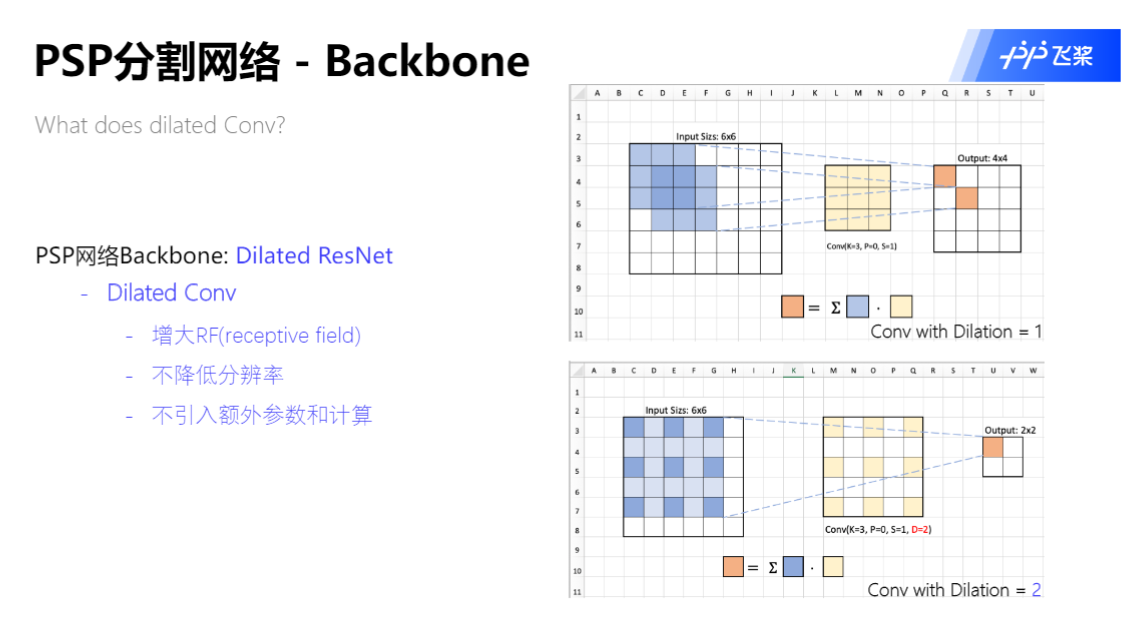 PSP分割网络 - Backbone
飞桨
What does dilated Conv?
PSP网络Backbone: Dilated ResNet
- Dilated Conv
- 增大RF(receptive field)
- 不降低分辨率
- 不引入额外参数和计算
A B C D E F G H I J K L M N O P Q R S T U
1
2
3
4
5
6
7
8
9
10
11
Input Sizs: 6x6
Output: 4x4
Conv(K=3, P=0, S=1)
= Σ ·
Conv with Dilation = 1
A B C D E F G H I J K L M N O P Q R S T U V W
1
2
3
4
5
6
7
8
9
10
11
Input Sizs: 6x6
Output: 2x2
Conv(K=3, P=0, S=1, D=2)
= Σ ·
Conv with Dilation = 2